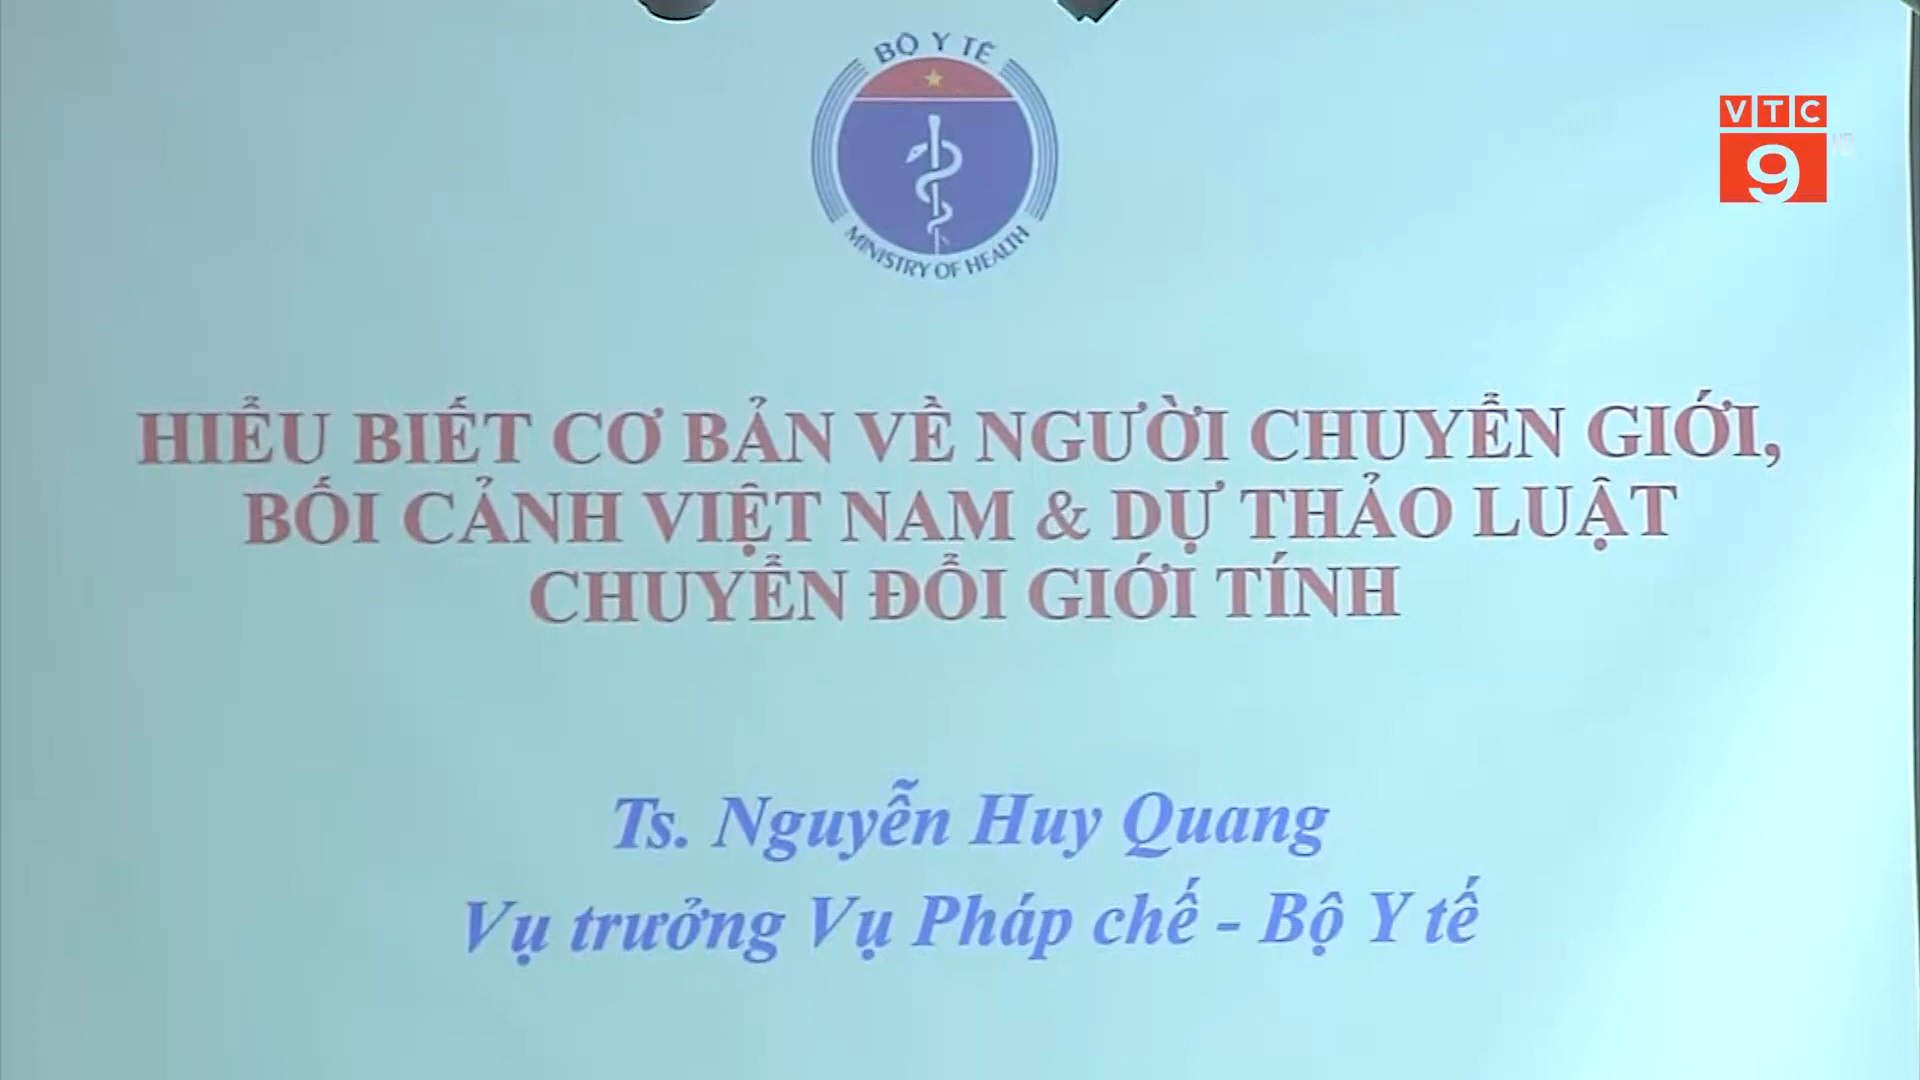 BỘ Y TẾ
MINISTRY OF HEALTH
VTC
9
HD
HIỂU BIẾT CƠ BẢN VỀ NGƯỜI CHUYỂN GIỚI,
BỐI CẢNH VIỆT NAM & DỰ THẢO LUẬT
CHUYỂN ĐỔI GIỚI TÍNH
Ts. Nguyễn Huy Quang
Vụ trưởng Vụ Pháp chế - Bộ Y tế